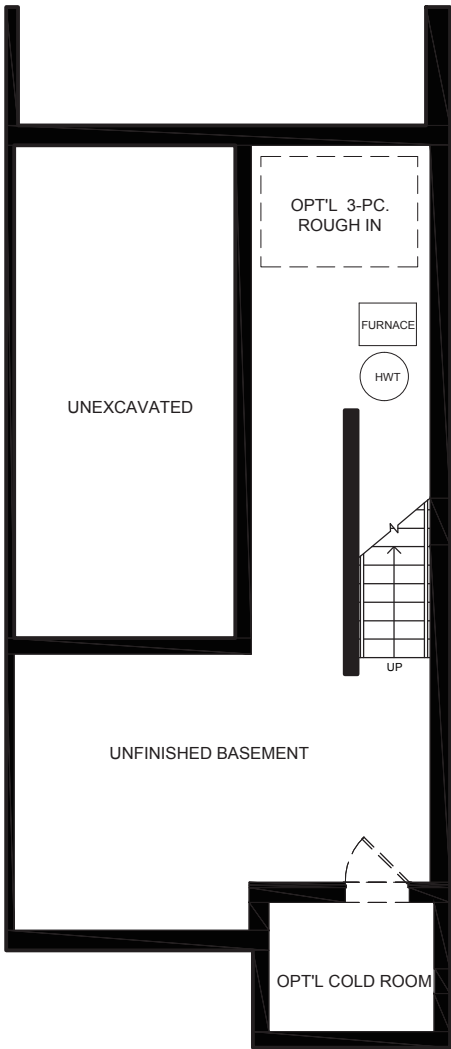 OPT'L 3-PC.
ROUGH IN
FURNACE
HWT
UNEXCAVATED
UP
UNFINISHED BASEMENT
OPT'L COLD ROOM